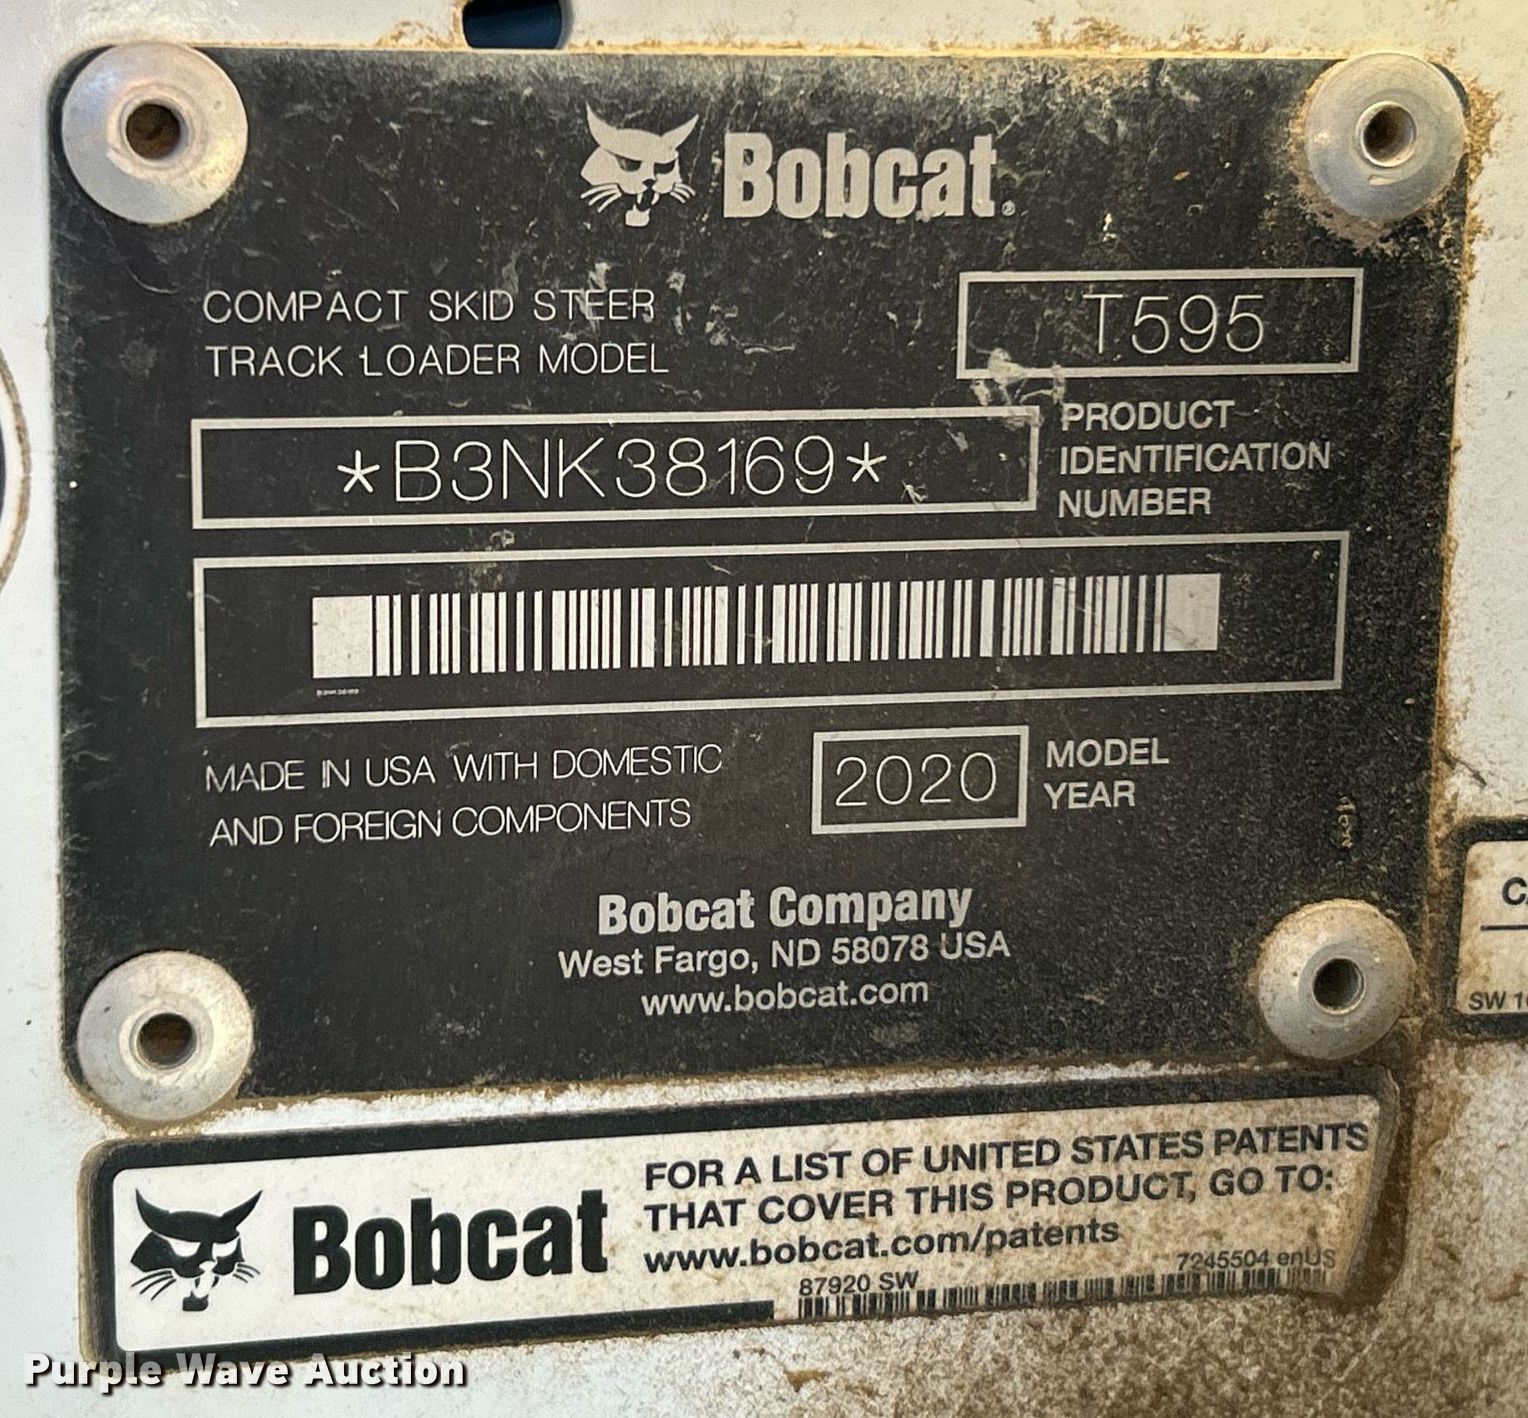 Bobcat®
COMPACT SKID STEER
TRACK LOADER MODEL
T595
*B3NK38169*
PRODUCT
IDENTIFICATION
NUMBER
MADE IN USA WITH DOMESTIC
AND FOREIGN COMPONENTS
2020
MODEL
YEAR
Bobcat Company
West Fargo, ND 58078 USA
www.bobcat.com
SW
Bobcat
FOR A LIST OF UNITED STATES PATENTS
THAT COVER THIS PRODUCT, GO TO:
www.bobcat.com/patents
87920 SW
7245504 enUS
Purple Wave Auction